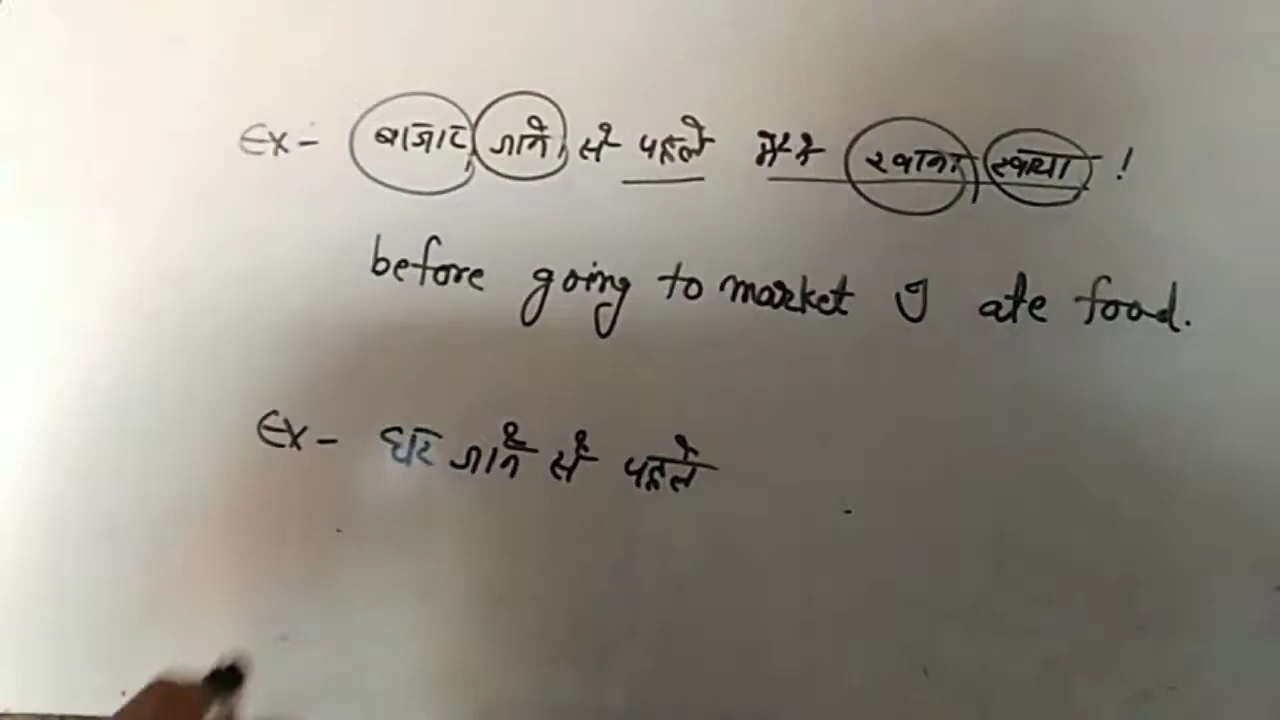 Ex- बाजार जाने से पहले मैने खाना खाया !
before going to market I ate food.
Ex- घर जाने से पहले